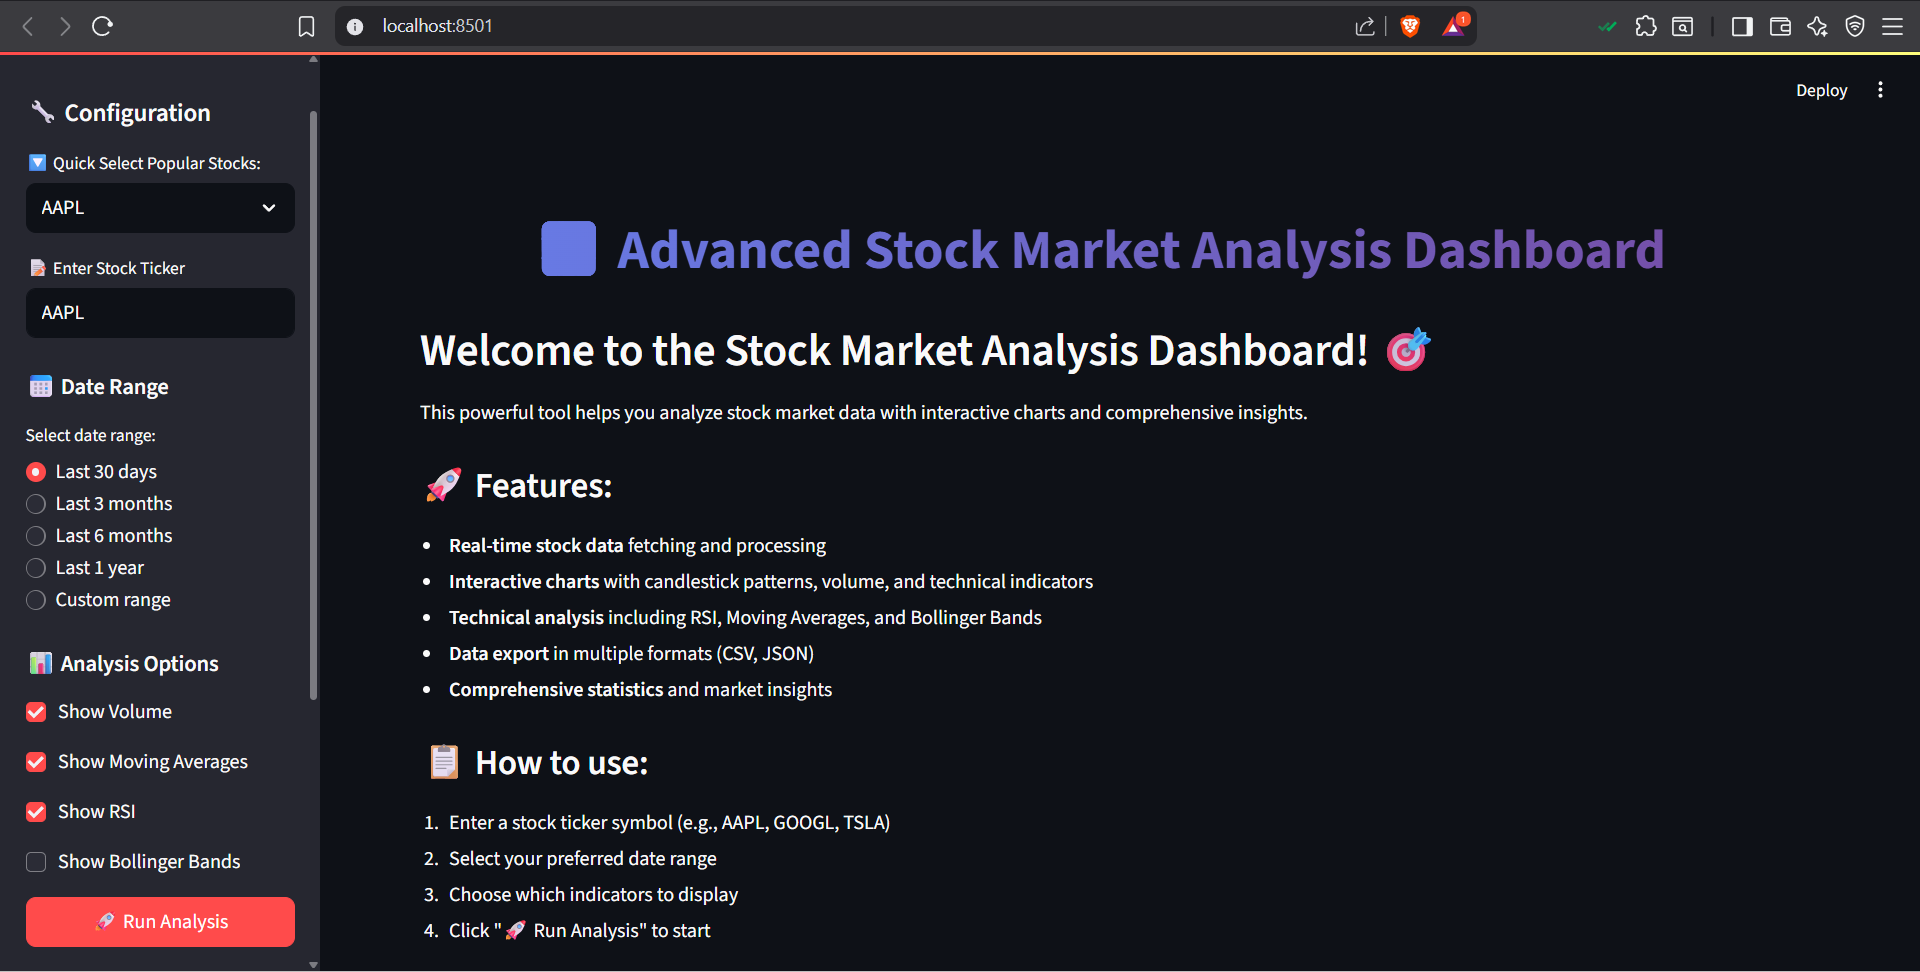 localhost:8501
1
Deploy
Configuration
Quick Select Popular Stocks:
AAPL
Enter Stock Ticker
AAPL
Date Range
Select date range:
Last 30 days
Last 3 months
Last 6 months
Last 1 year
Custom range
Analysis Options
Show Volume
Show Moving Averages
Show RSI
Show Bollinger Bands
Run Analysis
Advanced Stock Market Analysis Dashboard
Welcome to the Stock Market Analysis Dashboard!
This powerful tool helps you analyze stock market data with interactive charts and comprehensive insights.
Features:
• Real-time stock data fetching and processing
• Interactive charts with candlestick patterns, volume, and technical indicators
• Technical analysis including RSI, Moving Averages, and Bollinger Bands
• Data export in multiple formats (CSV, JSON)
• Comprehensive statistics and market insights
How to use:
1. Enter a stock ticker symbol (e.g., AAPL, GOOGL, TSLA)
2. Select your preferred date range
3. Choose which indicators to display
4. Click "🚀 Run Analysis" to start